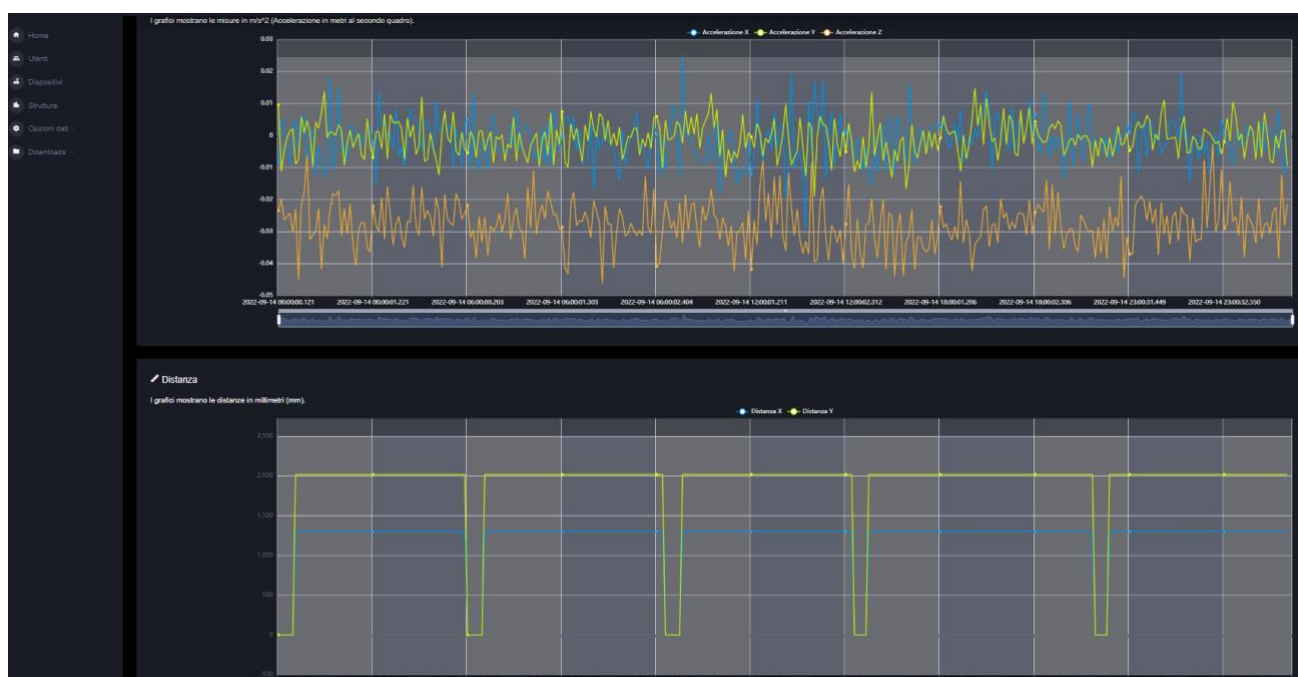 I grafici mostrano le misure in m/s^2 (Accelerazione in metri al secondo quadro).
Home
Utenti
Dispositivi
Strutture
Opzioni dati
Downloads
Accelerazione X Accelerazione Y Accelerazione Z
0.03
0.02
0.01
0
-0.01
-0.02
-0.03
-0.04
-0.05
2022-09-14 00:00:00.121 2022-09-14 00:00:01.221 2022-09-14 06:00:00.203 2022-09-14 06:00:01.303 2022-09-14 06:00:02.404 2022-09-14 12:00:01.211 2022-09-14 12:00:02.312 2022-09-14 18:00:01.206 2022-09-14 18:00:02.306 2022-09-14 23:00:31.449 2022-09-14 23:00:32.550
Distanza
I grafici mostrano le distanze in millimetri (mm).
Distanza X Distanza Y
2,500
2,000
1,500
1,000
500
0
500